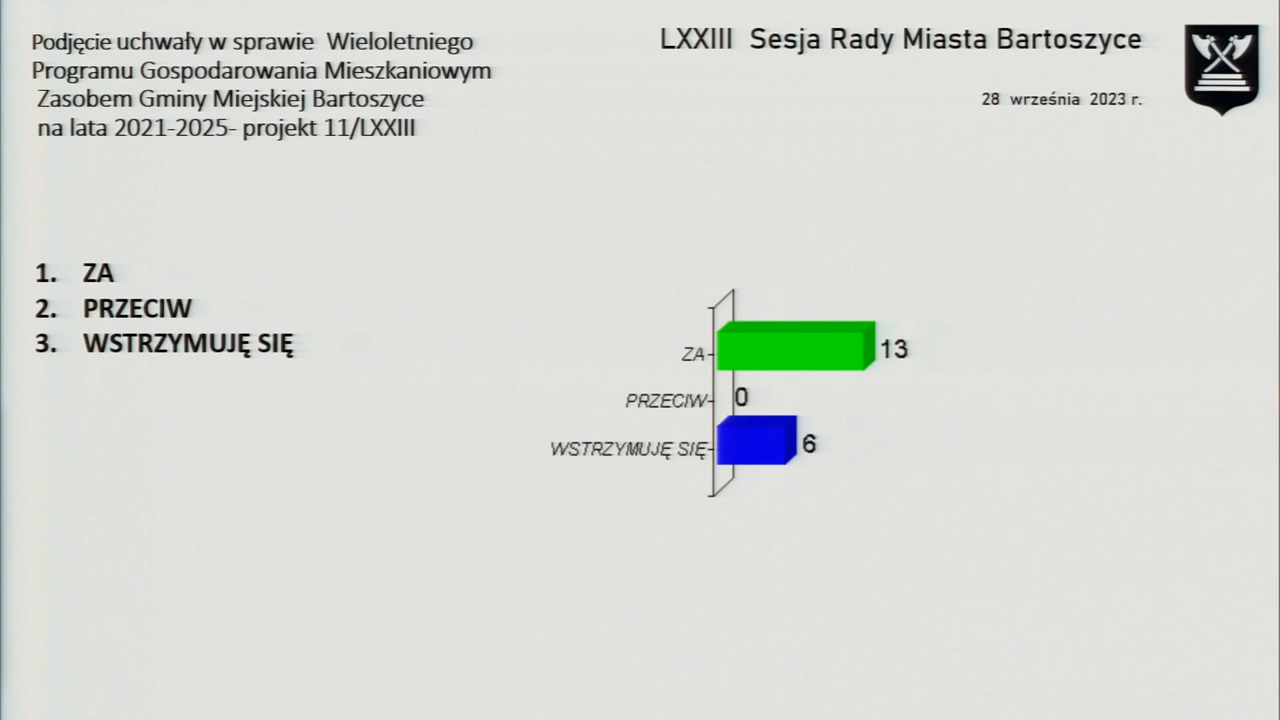 Podjęcie uchwały w sprawie Wieloletniego
Programu Gospodarowania Mieszkaniowym
Zasobem Gminy Miejskiej Bartoszyce
na lata 2021-2025- projekt 11/LXXIII
LXXIII Sesja Rady Miasta Bartoszyce
28 września 2023 r.
1. ZA
2. PRZECIW
3. WSTRZYMUJĘ SIĘ
ZA 13
PRZECIW 0
WSTRZYMUJĘ SIĘ 6